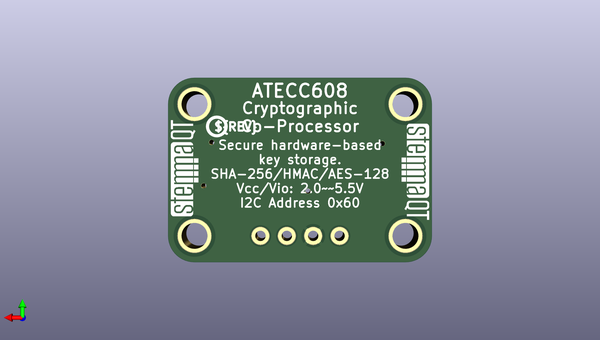 ATECC608
Cryptographic
Co-Processor
$[REV]
Secure hardware-based
key storage.
SHA-256/HMAC/AES-128
Vcc/Vio: 2.0~~5.5V
I2C Address 0x60
stemmaQT
stemmaQT